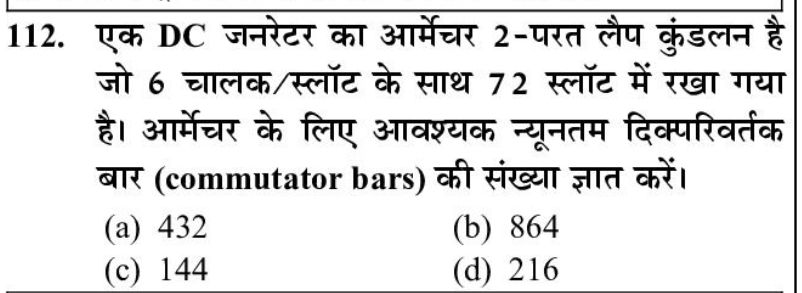 112. एक DC जनरेटर का आर्मेचर 2-परत लैप कुंडलन है
जो 6 चालक/स्लॉट के साथ 72 स्लॉट में रखा गया
है। आर्मेचर के लिए आवश्यक न्यूनतम दिक्परिवर्तक
बार (commutator bars) की संख्या ज्ञात करें।
(a) 432 (b) 864
(c) 144 (d) 216